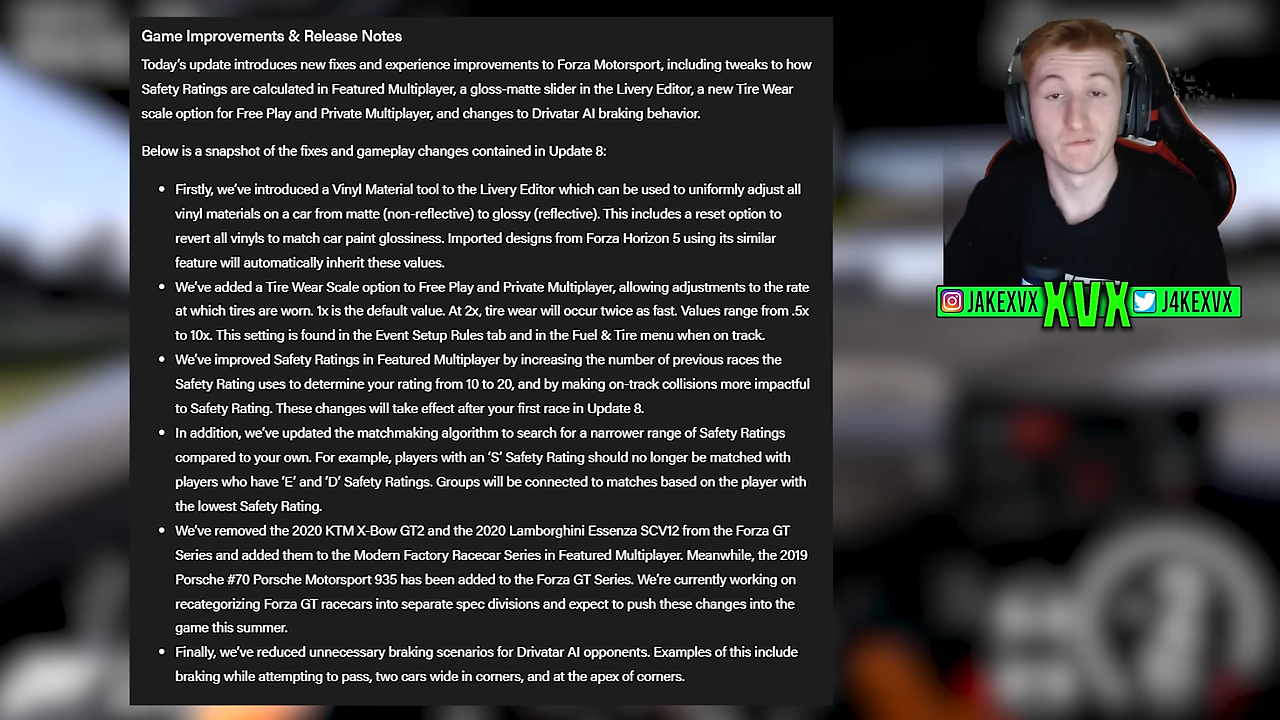 Game Improvements & Release Notes
Today's update introduces new fixes and experience improvements to Forza Motorsport, including tweaks to how
Safety Ratings are calculated in Featured Multiplayer, a gloss-matte slider in the Livery Editor, a new Tire Wear
scale option for Free Play and Private Multiplayer, and changes to Drivatar AI braking behavior.
Below is a snapshot of the fixes and gameplay changes contained in Update 8:
• Firstly, we've introduced a Vinyl Material tool to the Livery Editor which can be used to uniformly adjust all
vinyl materials on a car from matte (non-reflective) to glossy (reflective). This includes a reset option to
revert all vinyls to match car paint glossiness. Imported designs from Forza Horizon 5 using its similar
feature will automatically inherit these values.
• We've added a Tire Wear Scale option to Free Play and Private Multiplayer, allowing adjustments to the rate
at which tires are worn. 1x is the default value. At 2x, tire wear will occur twice as fast. Values range from .5x
to 10x. This setting is found in the Event Setup Rules tab and in the Fuel & Tire menu when on track.
• We've improved Safety Ratings in Featured Multiplayer by increasing the number of previous races the
Safety Rating uses to determine your rating from 10 to 20, and by making on-track collisions more impactful
to Safety Rating. These changes will take effect after your first race in Update 8.
• In addition, we've updated the matchmaking algorithm to search for a narrower range of Safety Ratings
compared to your own. For example, players with an 'S' Safety Rating should no longer be matched with
players who have 'E' and 'D' Safety Ratings. Groups will be connected to matches based on the player with
the lowest Safety Rating.
• We've removed the 2020 KTM X-Bow GT2 and the 2020 Lamborghini Essenza SCV12 from the Forza GT
Series and added them to the Modern Factory Racecar Series in Featured Multiplayer. Meanwhile, the 2019
Porsche #70 Porsche Motorsport 935 has been added to the Forza GT Series. We're currently working on
recategorizing Forza GT racecars into separate spec divisions and expect to push these changes into the
game this summer.
• Finally, we've reduced unnecessary braking scenarios for Drivatar AI opponents. Examples of this include
braking while attempting to pass, two cars wide in corners, and at the apex of corners.
JAKEXVX XVX J4KEXVX